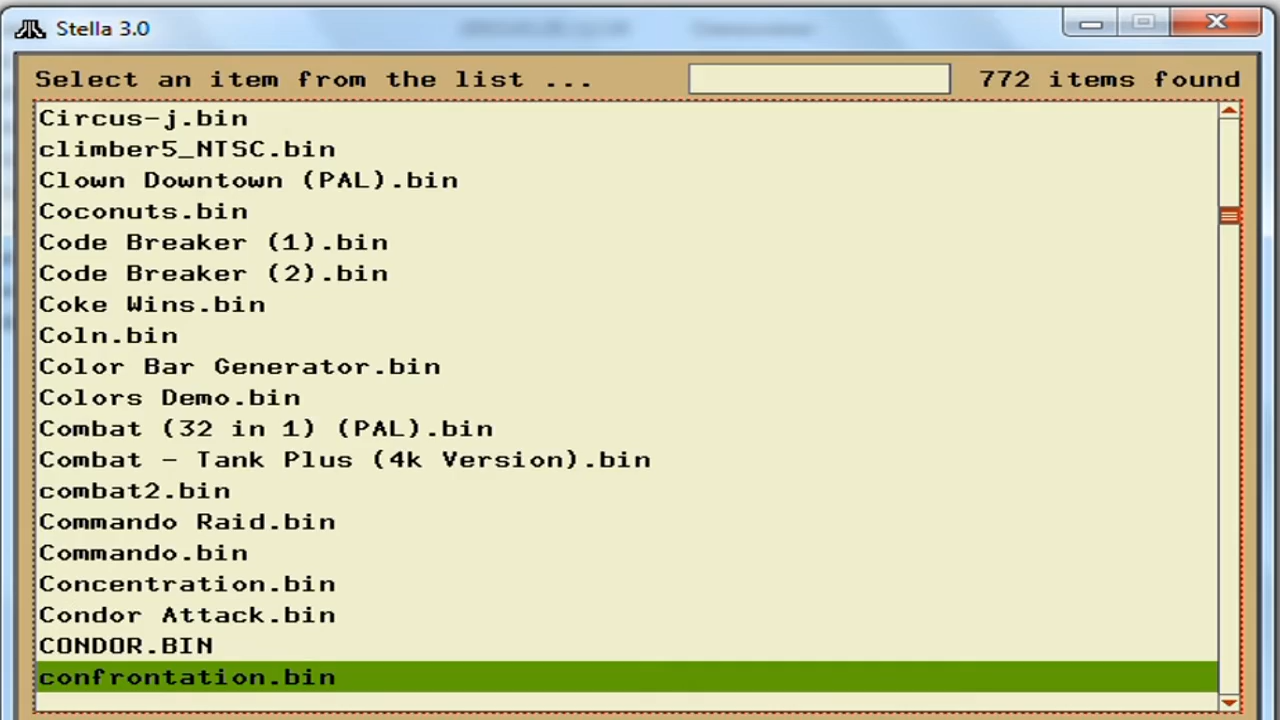 Stella 3.0
Select an item from the list ... 772 items found
Circus-j.bin
climber5_NTSC.bin
Clown Downtown (PAL).bin
Coconuts.bin
Code Breaker (1).bin
Code Breaker (2).bin
Coke Wins.bin
Coln.bin
Color Bar Generator.bin
Colors Demo.bin
Combat (32 in 1) (PAL).bin
Combat - Tank Plus (4k Version).bin
combat2.bin
Commando Raid.bin
Commando.bin
Concentration.bin
Condor Attack.bin
CONDOR.BIN
confrontation.bin